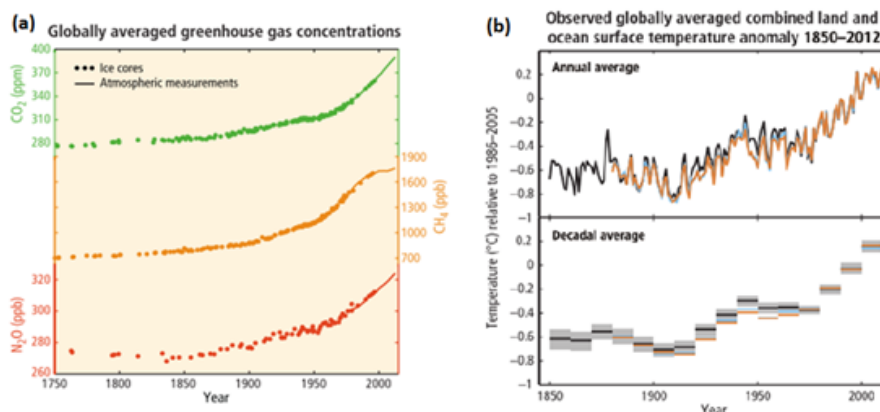 (a)
Globally averaged greenhouse gas concentrations
400
370
340
310
280
CO₂ (ppm)
Ice cores
Atmospheric measurements
1900
1600
1300
1000
700
CH₄ (ppb)
320
300
280
260
N₂O (ppb)
1750 1800 1850 1900 1950 2000
Year
(b)
Observed globally averaged combined land and
ocean surface temperature anomaly 1850–2012
Annual average
0.2
0
−0.2
−0.4
−0.6
−0.8
−1
Temperature (°C) relative to 1986–2005
Decadal average
0.2
0
−0.2
−0.4
−0.6
−0.8
−1
1850 1900 1950 2000
Year